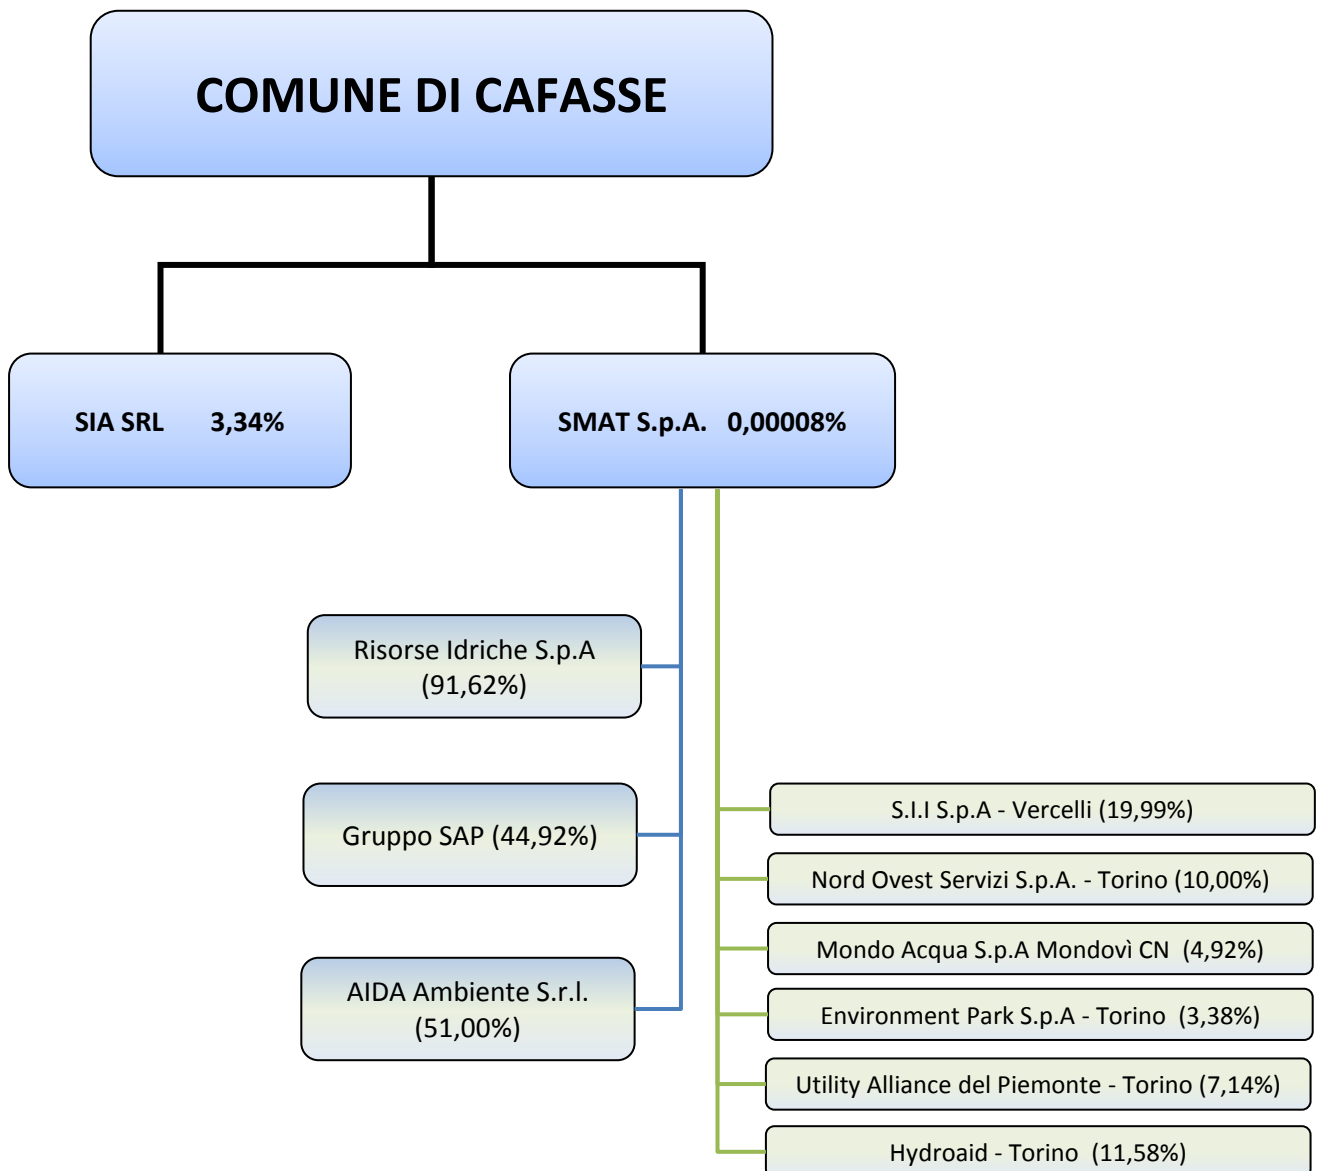 COMUNE DI CAFASSE
SIA SRL 3,34%
SMAT S.p.A. 0,00008%
Risorse Idriche S.p.A
(91,62%)
Gruppo SAP (44,92%)
AIDA Ambiente S.r.l.
(51,00%)
S.I.I S.p.A - Vercelli (19,99%)
Nord Ovest Servizi S.p.A. - Torino (10,00%)
Mondo Acqua S.p.A Mondovì CN (4,92%)
Environment Park S.p.A - Torino (3,38%)
Utility Alliance del Piemonte - Torino (7,14%)
Hydroaid - Torino (11,58%)